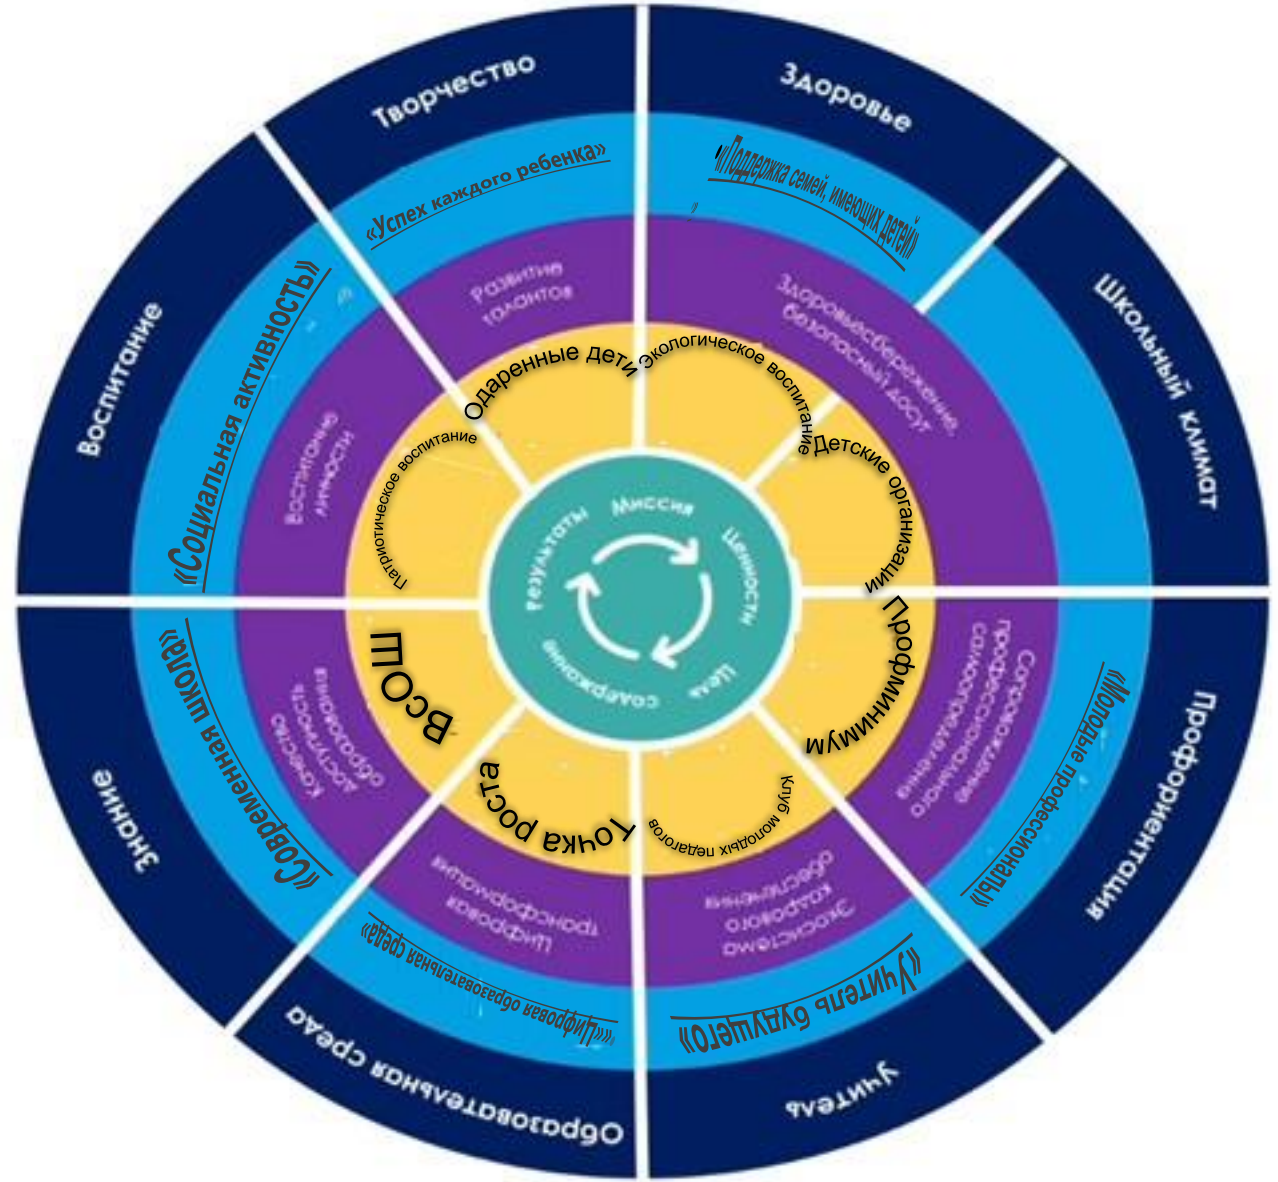 Творчество
Здоровье
Школьный климат
Профориентация
Учитель
Образовательная среда
Знание
Воспитание
«Успех каждого ребенка»
«Поддержка семей, имеющих детей»
«Молодые профессионалы»
«Учитель будущего»
««Цифровая образовательная среда»
«Современная школа»
«Социальная активность»
Развитие
талантов
Здоровьесбережение,
безопасный досуг
Сопровождение
профессионального
самоопределения
Экосистема
кадрового
обеспечения
Цифровая
трансформация
Качество
доступность
образования
Воспитание
личности
Одаренные дети
Экологическое воспитание
Детские организации
Профминимум
Клуб молодых педагогов
Точка роста
ВсОШ
Патриотическое воспитание
Миссия
Ценности
Цель
содержание
результаты